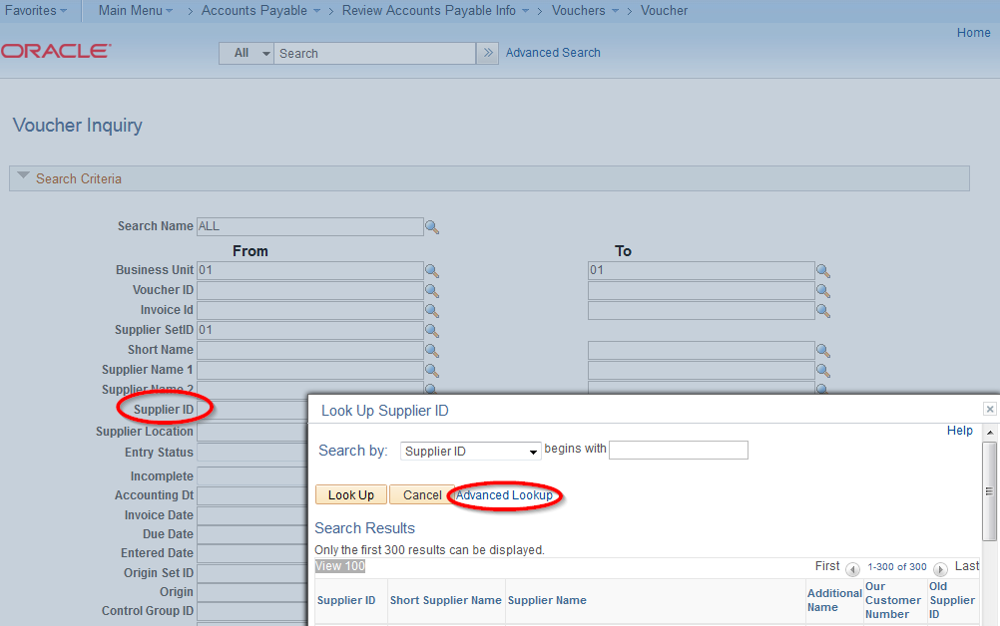 Favorites Main Menu > Accounts Payable > Review Accounts Payable Info > Vouchers > Voucher
Home
ORACLE
All Search » Advanced Search
Voucher Inquiry
Search Criteria
Search Name ALL
From To
Business Unit 01 01
Voucher ID
Invoice Id
Supplier SetID 01
Short Name
Supplier Name 1
Supplier Name 2
Supplier ID
Supplier Location
Entry Status
Incomplete
Accounting Dt
Invoice Date
Due Date
Entered Date
Origin Set ID
Origin
Control Group ID
Look Up Supplier ID
Help
Search by: Supplier ID begins with
Look Up Cancel Advanced Lookup
Search Results
Only the first 300 results can be displayed.
View 100 First 1-300 of 300 Last
Supplier ID Short Supplier Name Supplier Name Additional Name Our Customer Number Old Supplier ID